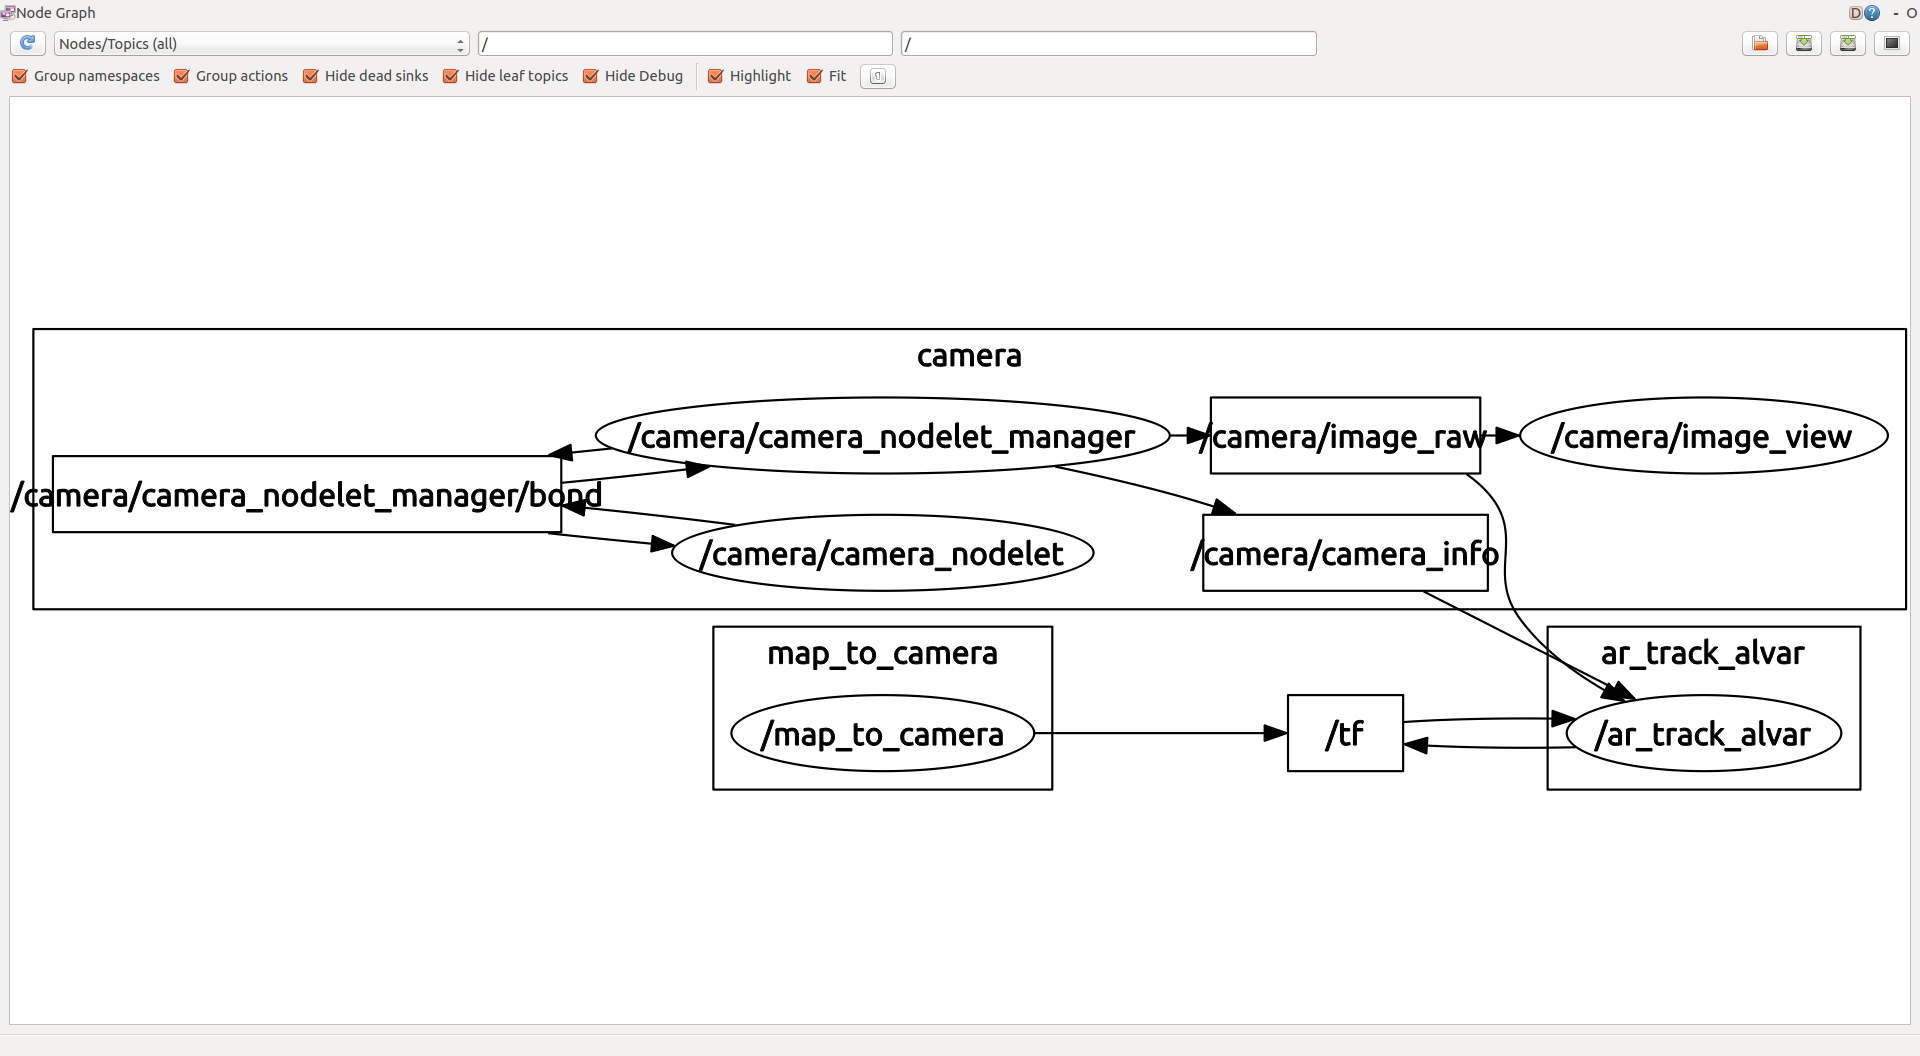 Node Graph
D ? - O
Nodes/Topics (all) / /
Group namespaces Group actions Hide dead sinks Hide leaf topics Hide Debug Highlight Fit
camera
/camera/camera_nodelet_manager /camera/image_raw /camera/image_view
/camera/camera_nodelet_manager/bond
/camera/camera_nodelet /camera/camera_info
map_to_camera ar_track_alvar
/map_to_camera /tf /ar_track_alvar